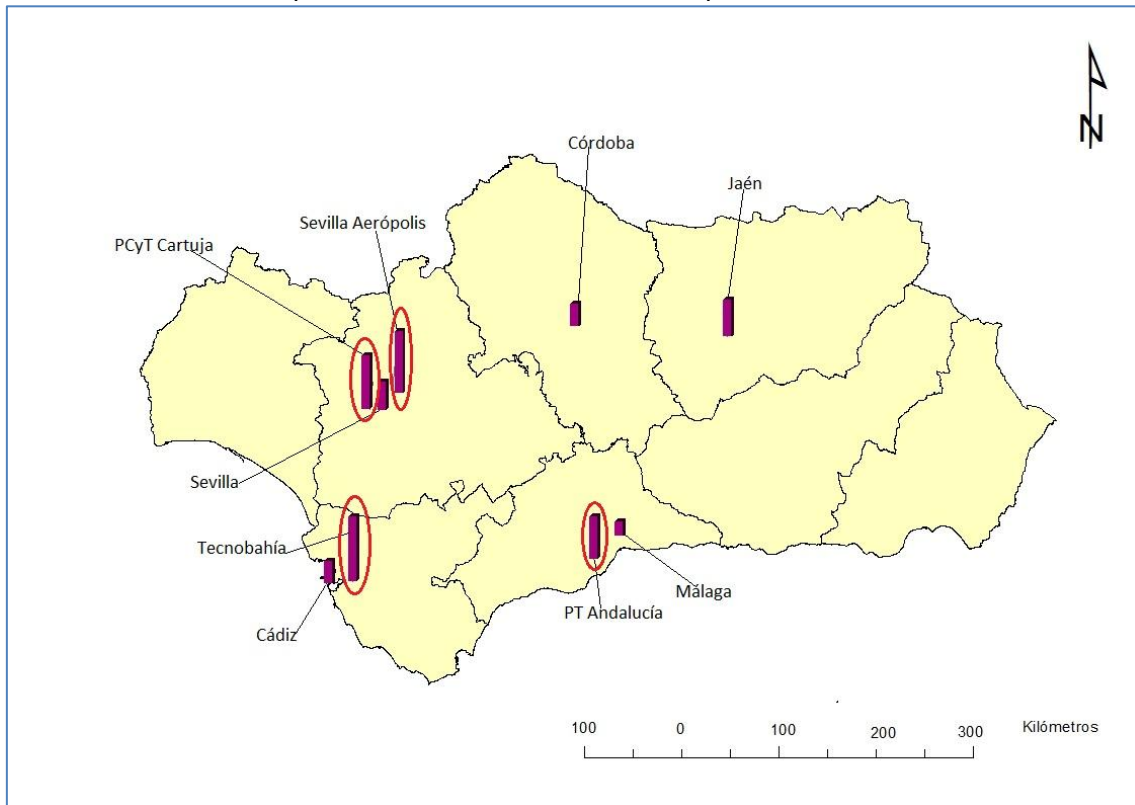 Córdoba
Jaén
Sevilla Aerópolis
PCyT Cartuja
Sevilla
Tecnobahía
Málaga
PT Andalucía
Cádiz
N
100 0 100 200 300 Kilómetros